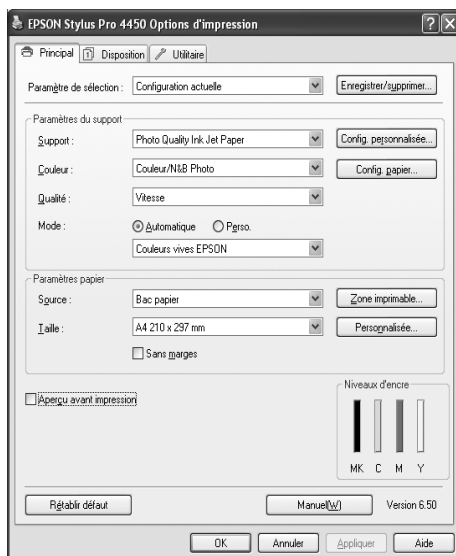 EPSON Stylus Pro 4450 Options d'impression
Principal Disposition Utilitaire
Paramètre de sélection : Configuration actuelle Enregistrer/supprimer...
Paramètres du support
Support : Photo Quality Ink Jet Paper Config. personnalisée...
Couleur : Couleur/N&B Photo Config. papier...
Qualité : Vitesse
Mode : Automatique Perso.
Couleurs vives EPSON
Paramètres papier
Source : Bac papier Zone imprimable...
Taille : A4 210 x 297 mm Personnalisée...
Sans marges
Aperçu avant impression
Niveaux d'encre
MK C M Y
Rétablir défaut Manuel(W) Version 6.50
OK Annuler Appliquer Aide